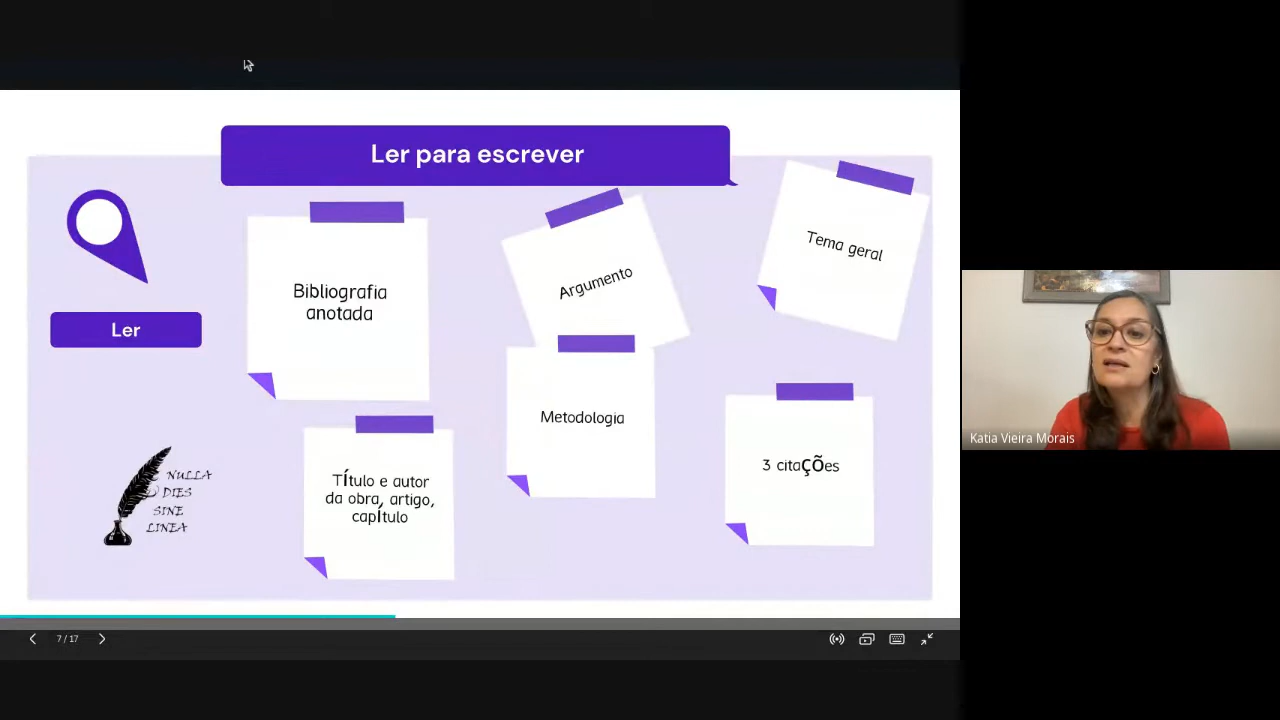 Ler para escrever
Ler
Bibliografia
anotada
Argumento
Tema geral
Metodologia
3 citações
Título e autor
da obra, artigo,
capítulo
NULLA
DIES
SINE
LINEA
Katia Vieira Morais
7 / 17